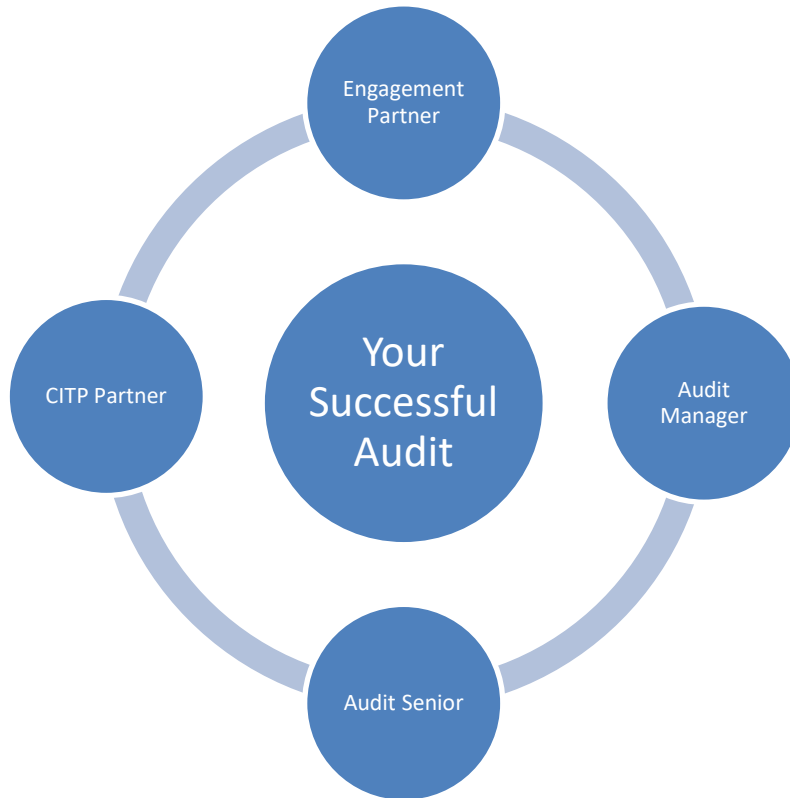 Engagement
Partner
CITP Partner
Your
Successful
Audit
Audit
Manager
Audit Senior